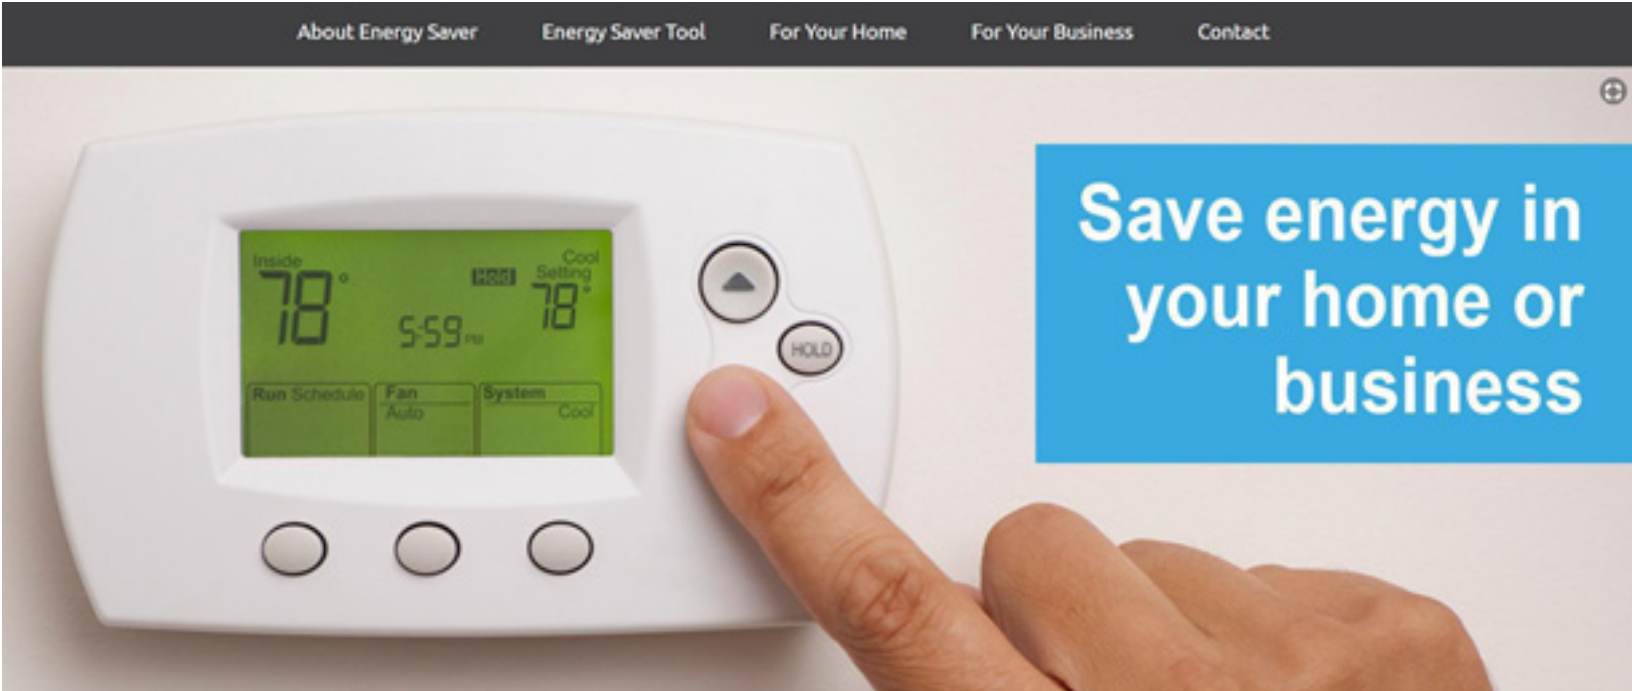 About Energy Saver Energy Saver Tool For Your Home For Your Business Contact
Save energy in
your home or
business
Inside
Cool
Hold Setting
78° 78°
5:59 PM
HOLD
Run Schedule Fan System
Auto Cool